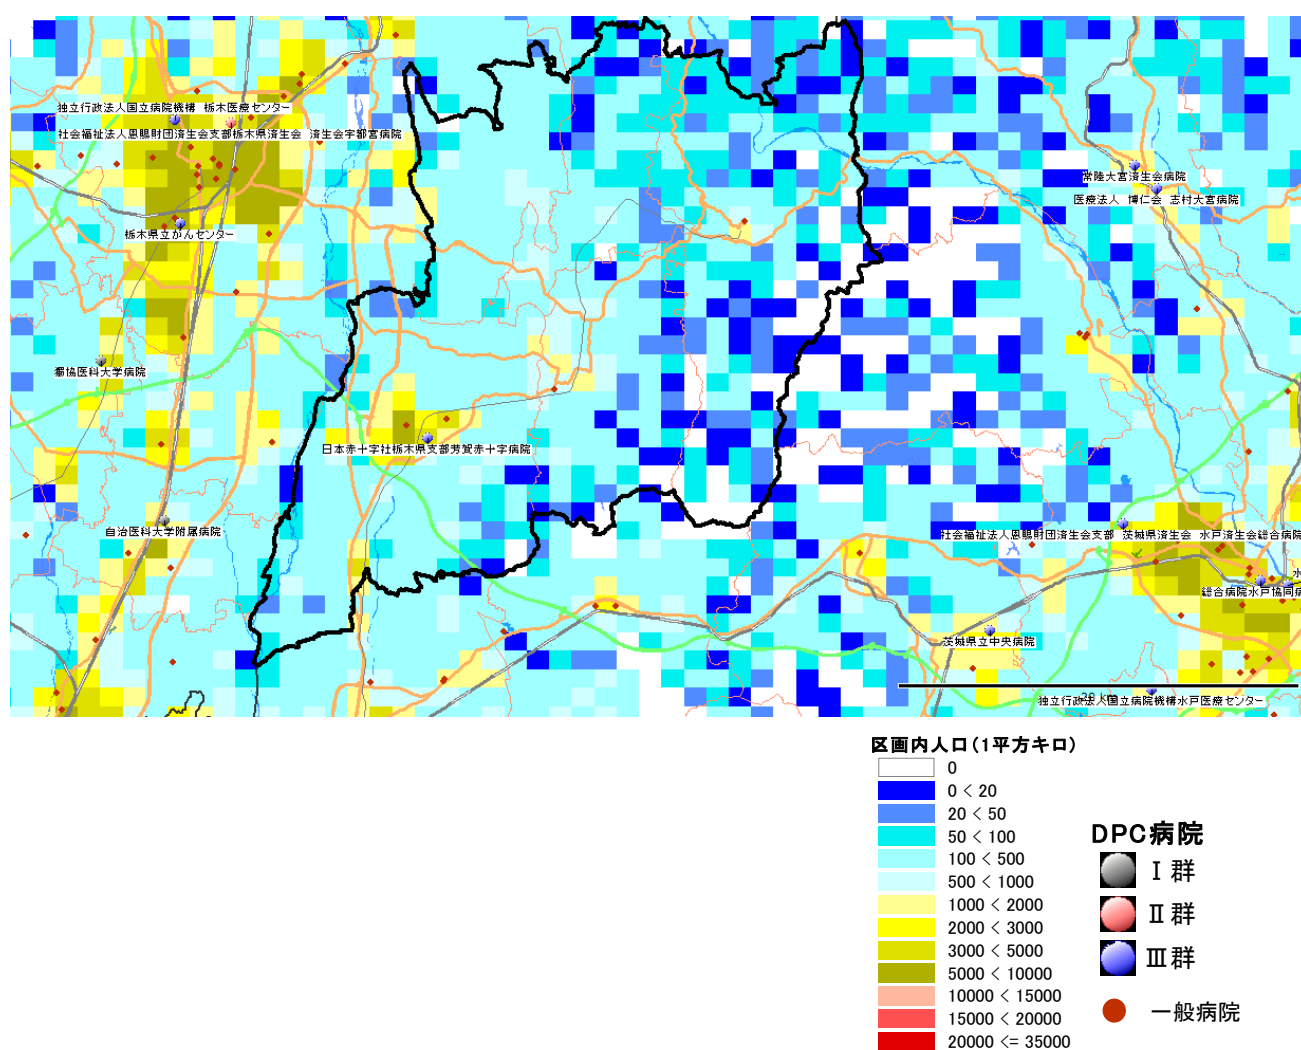 独立行政法人国立病院機構 栃木医療センター
社会福祉法人恩賜財団済生会支部栃木県済生会 済生会宇都宮病院
常陸大宮済生会病院
医療法人 博仁会 志村大宮病院
栃木県立がんセンター
獨協医科大学病院
日本赤十字社栃木県支部芳賀赤十字病院
自治医科大学附属病院
社会福祉法人恩賜財団済生会支部 茨城県済生会 水戸済生会総合病院
水
総合病院水戸協同病
茨城県立中央病院
20 km
独立行政法人国立病院機構水戸医療センター
区画内人口(1平方キロ)
0
0 < 20
20 < 50
50 < 100
100 < 500
500 < 1000
1000 < 2000
2000 < 3000
3000 < 5000
5000 < 10000
10000 < 15000
15000 < 20000
20000 <= 35000
DPC病院
Ⅰ群
Ⅱ群
Ⅲ群
一般病院